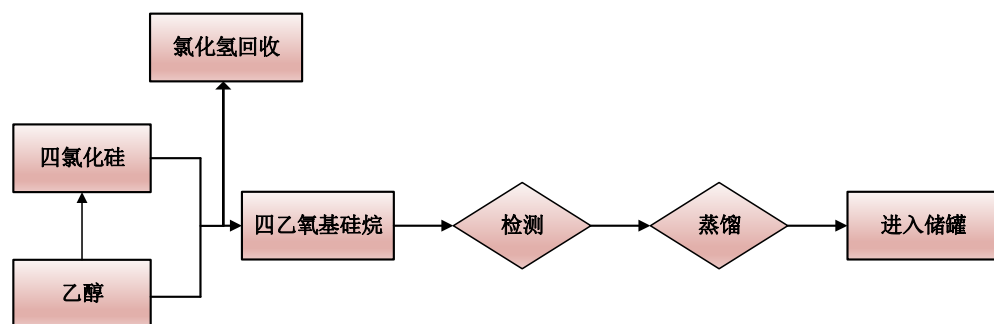 氯化氢回收
四氯化硅
四乙氧基硅烷
检测
蒸馏
进入储罐
乙醇